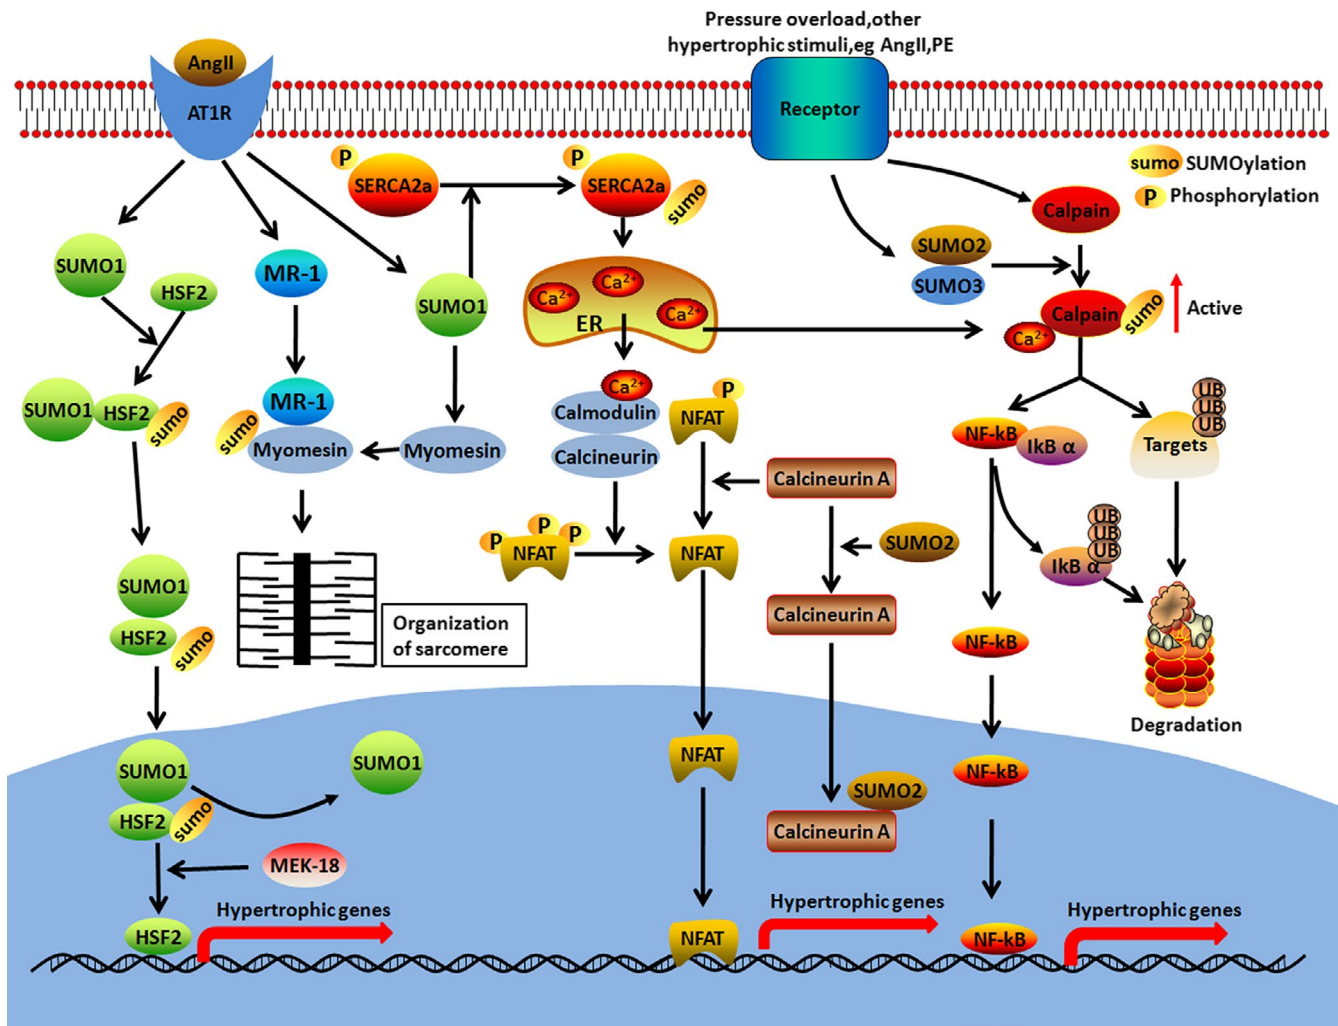 Pressure overload,other
hypertrophic stimuli,eg AngII,PE
AngII
AT1R
Receptor
P
SERCA2a
P
SERCA2a
sumo
sumo SUMOylation
P Phosphorylation
Calpain
SUMO1
HSF2
MR-1
SUMO1
Ca2+
Ca2+
Ca2+
ER
SUMO2
SUMO3
Calpain
sumo
Ca2+
Active
SUMO1
HSF2
sumo
MR-1
sumo
Myomesin
Myomesin
Ca2+
Calmodulin
Calcineurin
P
NFAT
NF-kB
IkB α
UB
UB
UB
Targets
Calcineurin A
P
P
P
NFAT
NFAT
SUMO2
UB
UB
UB
IkB α
SUMO1
HSF2
sumo
Organization
of sarcomere
Calcineurin A
NF-kB
Degradation
SUMO1
HSF2
sumo
SUMO1
NFAT
SUMO2
Calcineurin A
NF-kB
MEK-18
HSF2
Hypertrophic genes
NFAT
Hypertrophic genes
NF-kB
Hypertrophic genes